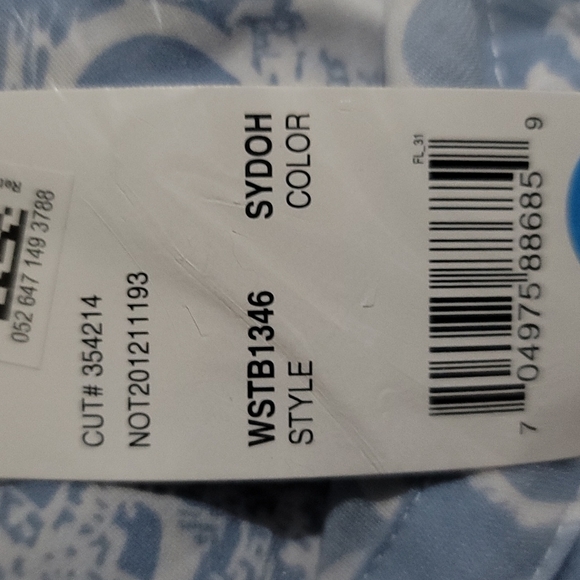 052 647 149 3788
CUT# 354214
NOT201211193
WSTB1346 SYDOH
STYLE COLOR
FL_31
7 04975 88685 9